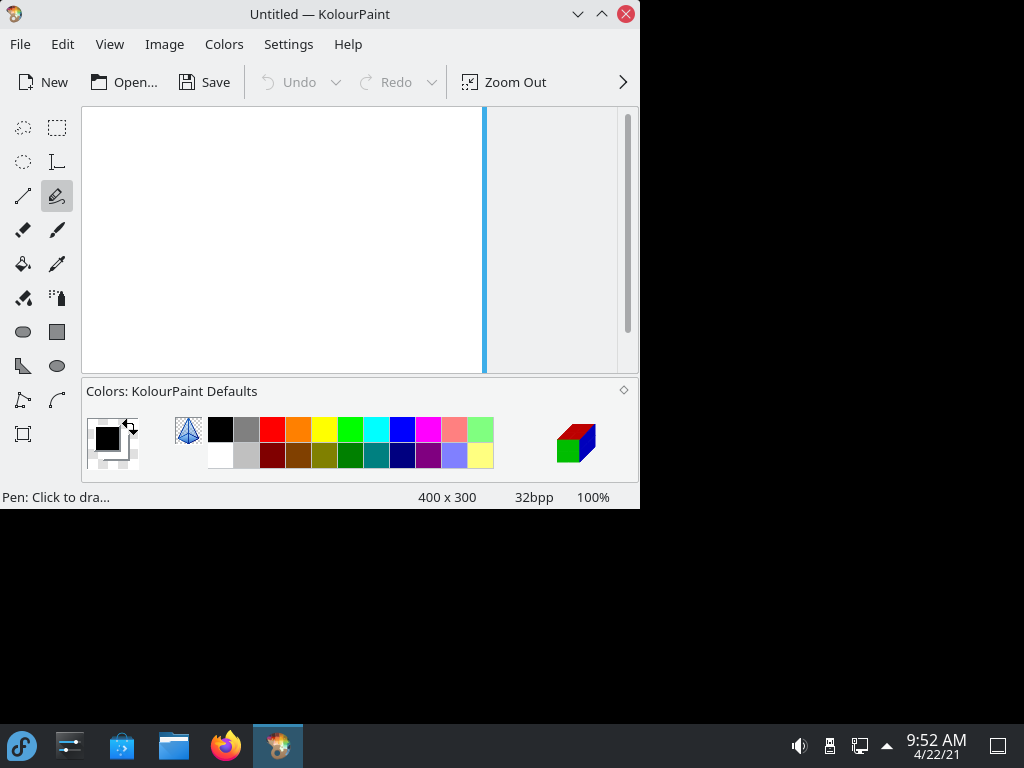 Untitled — KolourPaint
File Edit View Image Colors Settings Help
New Open... Save Undo Redo Zoom Out
Colors: KolourPaint Defaults
Pen: Click to dra... 400 x 300 32bpp 100%
9:52 AM
4/22/21